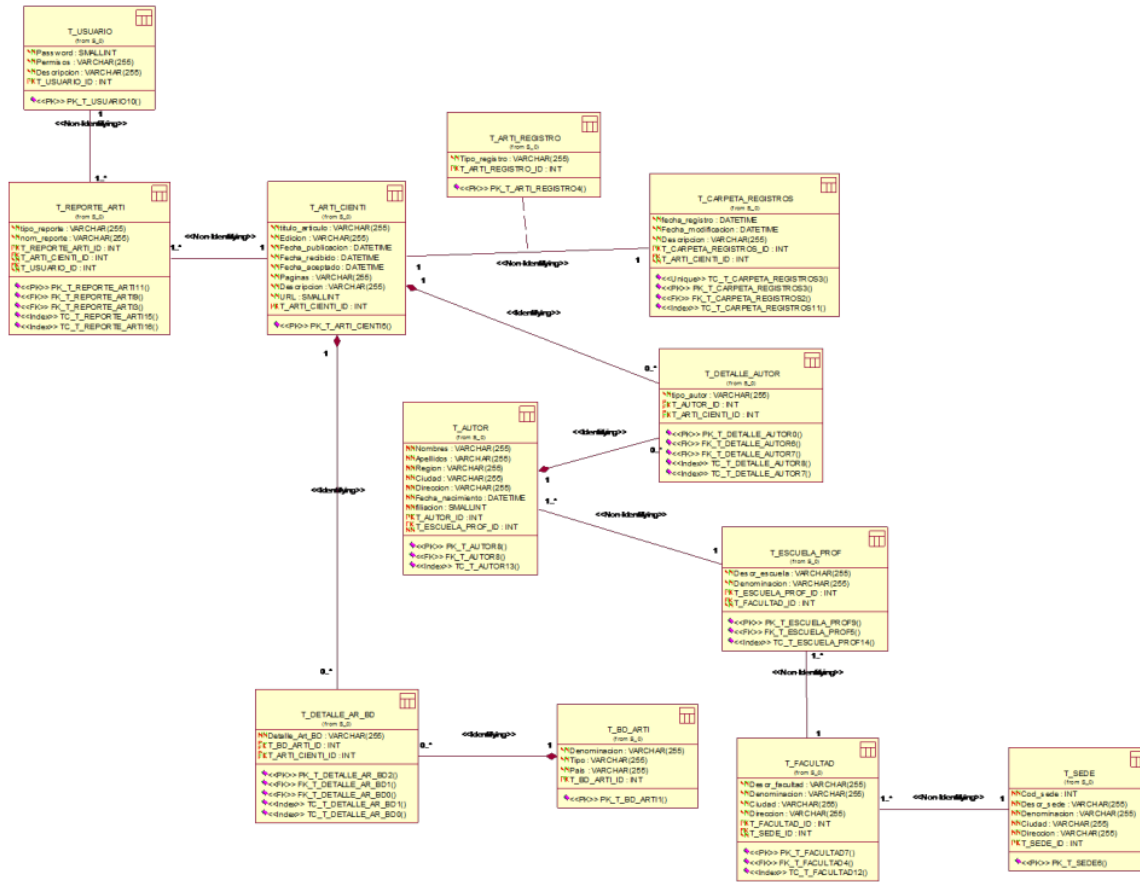 T_USUARIO
(from S_0)
Password : SMALLINT
Permisos : VARCHAR(255)
Descripcion : VARCHAR(255)
T_USUARIO_ID : INT
<<PK>> PK_T_USUARIO10()
1
<<Non-Identifying>>
1..*
T_REPORTE_ARTI
(from S_0)
tipo_reporte : VARCHAR(255)
nom_reporte : VARCHAR(255)
T_REPORTE_ARTI_ID : INT
T_ARTI_CIENTI_ID : INT
T_USUARIO_ID : INT
<<PK>> PK_T_REPORTE_ARTI11()
<<FK>> FK_T_REPORTE_ARTI9()
<<FK>> FK_T_REPORTE_ARTI3()
<<Index>> TC_T_REPORTE_ARTI15()
<<Index>> TC_T_REPORTE_ARTI16()
<<Non-Identifying>>
1..*
1
T_ARTI_CIENTI
(from S_0)
titulo_articulo : VARCHAR(255)
Edicion : VARCHAR(255)
Fecha_publicacion : DATETIME
Fecha_recibido : DATETIME
Fecha_aceptado : DATETIME
Paginas : VARCHAR(255)
Descripcion : VARCHAR(255)
URL : SMALLINT
T_ARTI_CIENTI_ID : INT
<<PK>> PK_T_ARTI_CIENTI5()
T_ARTI_REGISTRO
(from S_0)
Tipo_registro : VARCHAR(255)
T_ARTI_REGISTRO_ID : INT
<<PK>> PK_T_ARTI_REGISTRO4()
1
<<Non-Identifying>>
1
T_CARPETA_REGISTROS
(from S_0)
fecha_registro : DATETIME
Fecha_modificacion : DATETIME
Descripcion : VARCHAR(255)
T_CARPETA_REGISTROS_ID : INT
T_ARTI_CIENTI_ID : INT
<<Unique>> TC_T_CARPETA_REGISTROS3()
<<PK>> PK_T_CARPETA_REGISTROS3()
<<FK>> FK_T_CARPETA_REGISTROS2()
<<Index>> TC_T_CARPETA_REGISTROS11()
1
<<Identifying>>
0..*
T_DETALLE_AUTOR
(from S_0)
tipo_autor : VARCHAR(255)
T_AUTOR_ID : INT
T_ARTI_CIENTI_ID : INT
<<PK>> PK_T_DETALLE_AUTOR0()
<<FK>> FK_T_DETALLE_AUTOR6()
<<FK>> FK_T_DETALLE_AUTOR7()
<<Index>> TC_T_DETALLE_AUTOR8()
<<Index>> TC_T_DETALLE_AUTOR7()
T_AUTOR
(from S_0)
Nombres : VARCHAR(255)
Apellidos : VARCHAR(255)
Region : VARCHAR(255)
Ciudad : VARCHAR(255)
Direccion : VARCHAR(255)
Fecha_nacimiento : DATETIME
filiacion : SMALLINT
T_AUTOR_ID : INT
T_ESCUELA_PROF_ID : INT
<<PK>> PK_T_AUTOR8()
<<FK>> FK_T_AUTOR8()
<<Index>> TC_T_AUTOR13()
<<Identifying>>
0..*
1
1..*
<<Non-Identifying>>
1
T_ESCUELA_PROF
(from S_0)
Descr_escuela : VARCHAR(255)
Denominacion : VARCHAR(255)
T_ESCUELA_PROF_ID : INT
T_FACULTAD_ID : INT
<<PK>> PK_T_ESCUELA_PROF9()
<<FK>> FK_T_ESCUELA_PROF5()
<<Index>> TC_T_ESCUELA_PROF14()
1..*
<<Non-Identifying>>
1
1
<<Identifying>>
0..*
T_DETALLE_AR_BD
(from S_0)
Detalle_Art_BD : VARCHAR(255)
T_BD_ARTI_ID : INT
T_ARTI_CIENTI_ID : INT
<<PK>> PK_T_DETALLE_AR_BD2()
<<FK>> FK_T_DETALLE_AR_BD1()
<<FK>> FK_T_DETALLE_AR_BD0()
<<Index>> TC_T_DETALLE_AR_BD1()
<<Index>> TC_T_DETALLE_AR_BD0()
<<Identifying>>
0..*
1
T_BD_ARTI
(from S_0)
Denominacion : VARCHAR(255)
Tipo : VARCHAR(255)
Pais : VARCHAR(255)
T_BD_ARTI_ID : INT
<<PK>> PK_T_BD_ARTI1()
T_FACULTAD
(from S_0)
Descr_facultad : VARCHAR(255)
Denominacion : VARCHAR(255)
Ciudad : VARCHAR(255)
Direccion : VARCHAR(255)
T_FACULTAD_ID : INT
T_SEDE_ID : INT
<<PK>> PK_T_FACULTAD7()
<<FK>> FK_T_FACULTAD4()
<<Index>> TC_T_FACULTAD12()
1..*
<<Non-Identifying>>
1
T_SEDE
(from S_0)
Cod_sede : INT
Descr_sede : VARCHAR(255)
Denominacion : VARCHAR(255)
Ciudad : VARCHAR(255)
Direccion : VARCHAR(255)
T_SEDE_ID : INT
<<PK>> PK_T_SEDE6()